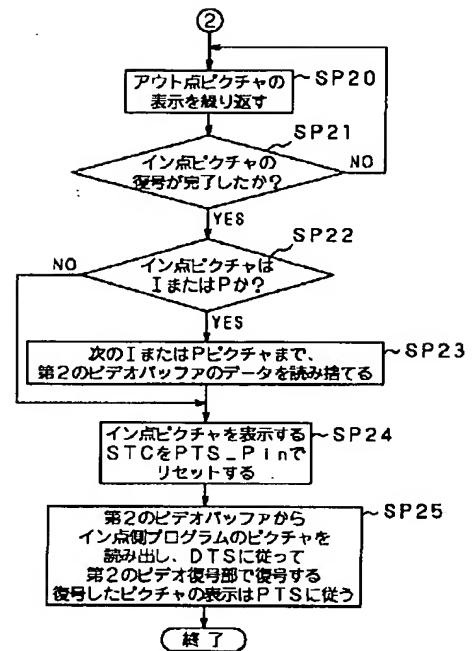 ②
アウト点ピクチャの
表示を繰り返す
SP20
SP21
イン点ピクチャの
復号が完了したか?
NO
YES
SP22
NO
イン点ピクチャは
IまたはPか?
YES
次のIまたはPピクチャまで、
第2のビデオバッファのデータを読み捨てる
SP23
イン点ピクチャを表示する
STCをPTS_Pinで
リセットする
SP24
SP25
第2のビデオバッファから
イン点側プログラムのピクチャを
読み出し、DTSに従って
第2のビデオ復号部で復号する
復号したピクチャの表示はPTSに従う
終了